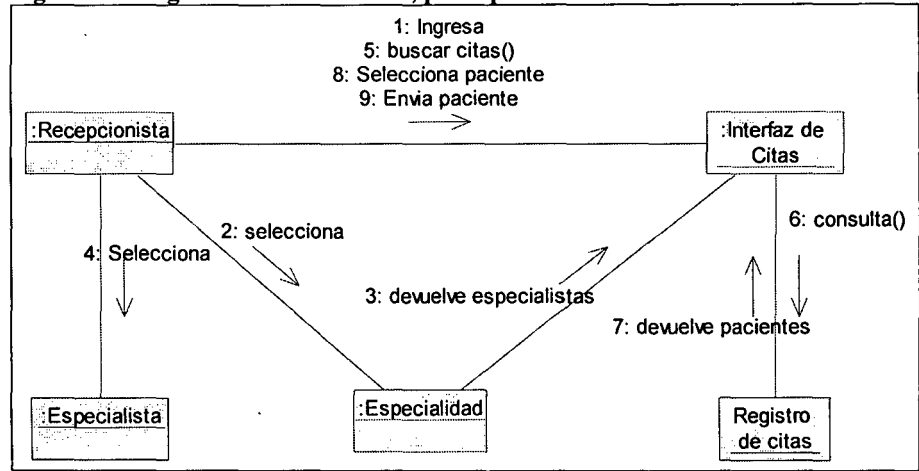 1: Ingresa
5: buscar citas()
8: Selecciona paciente
9: Envia paciente
:Recepcionista
:Interfaz de
Citas
2: selecciona
4: Selecciona
6: consulta()
3: devuelve especialistas
7: devuelve pacientes
:Especialista
:Especialidad
Registro
de citas